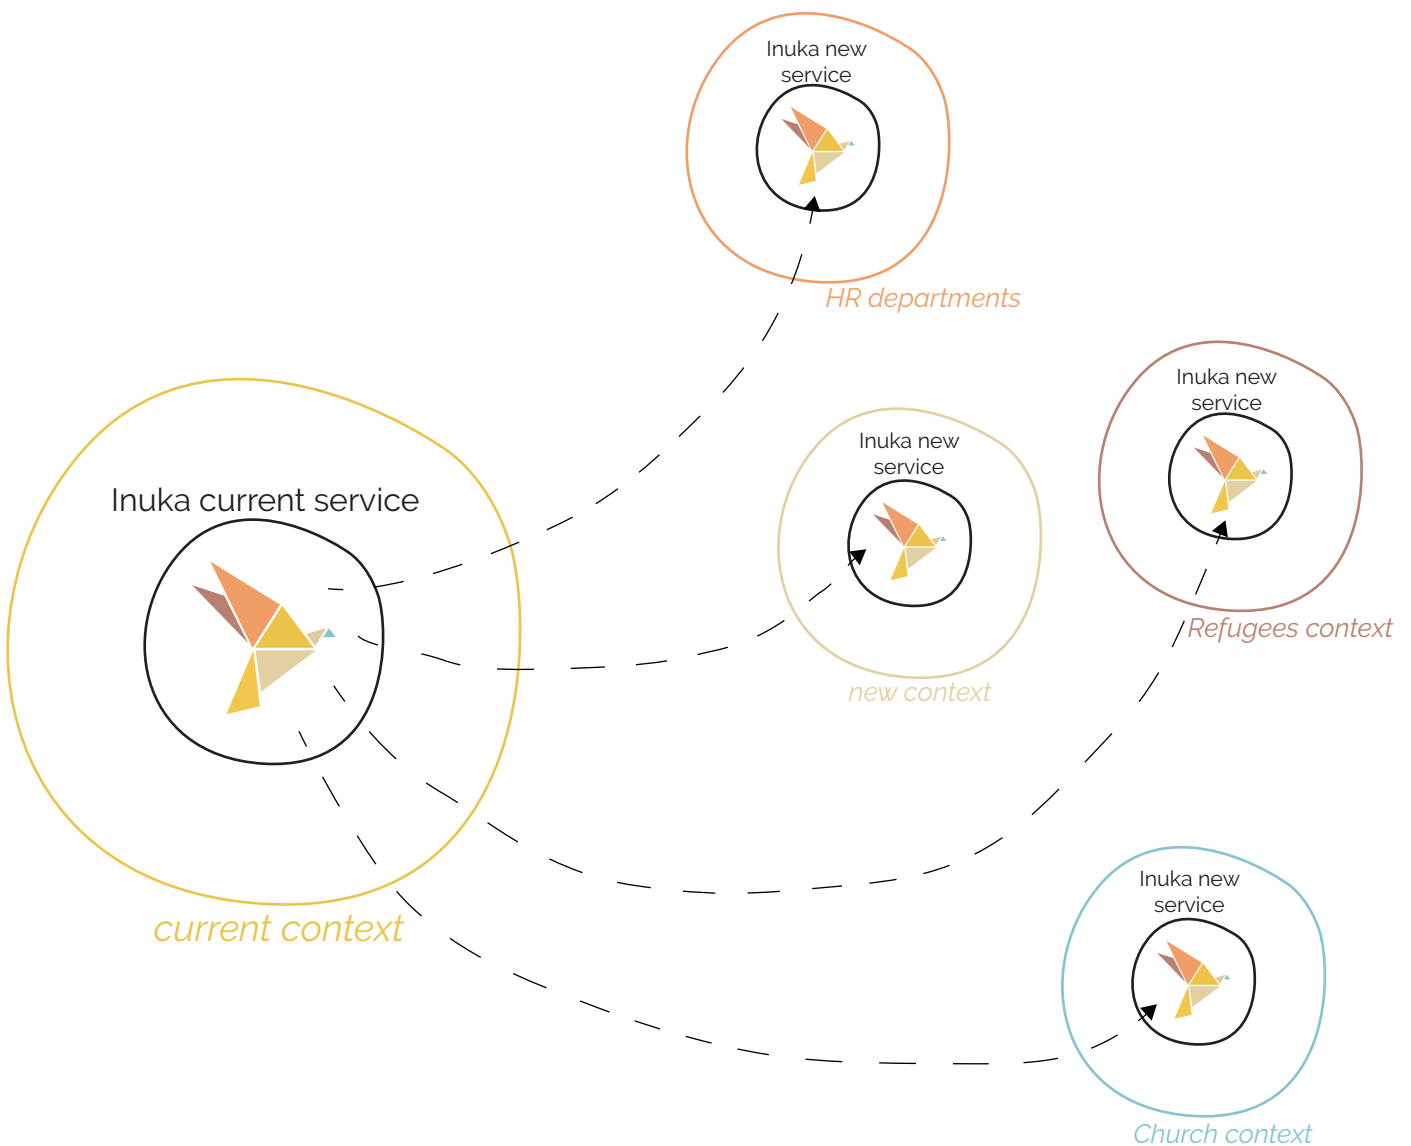 Inuka new
service
HR departments
Inuka new
service
Refugees context
Inuka new
service
new context
Inuka current service
current context
Inuka new
service
Church context